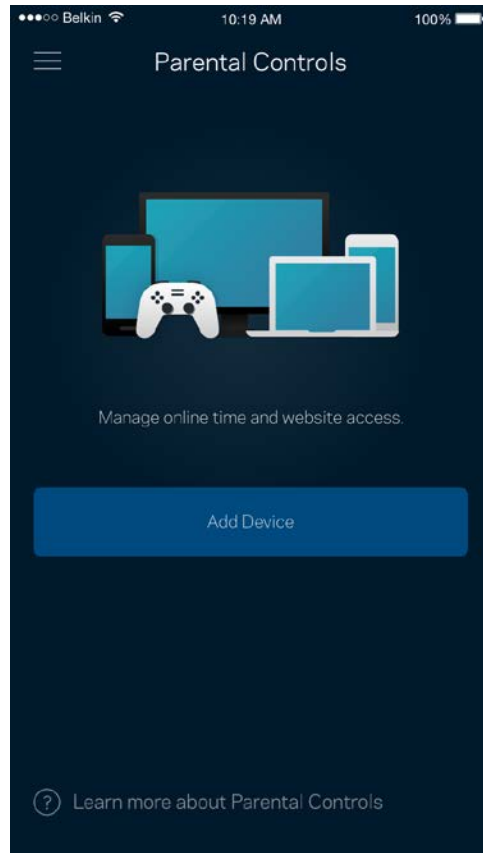 ●●●○○ Belkin 10:19 AM 100%
Parental Controls
Manage online time and website access.
Add Device
? Learn more about Parental Controls